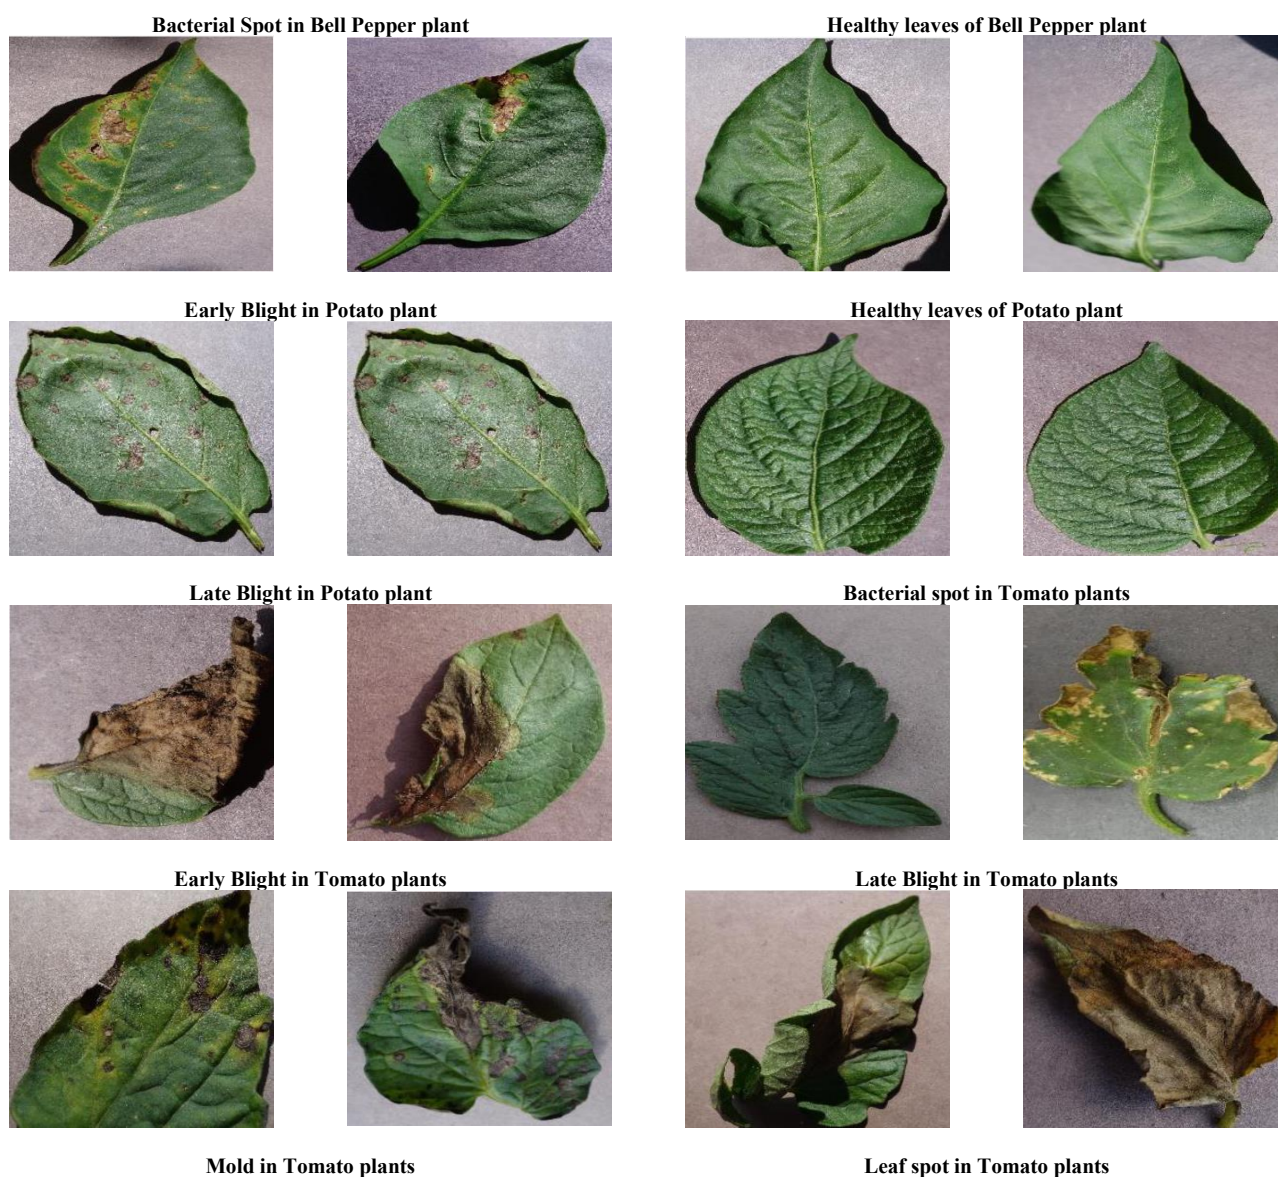 Bacterial Spot in Bell Pepper plant
Healthy leaves of Bell Pepper plant
Early Blight in Potato plant
Healthy leaves of Potato plant
Late Blight in Potato plant
Bacterial spot in Tomato plants
Early Blight in Tomato plants
Late Blight in Tomato plants
Mold in Tomato plants
Leaf spot in Tomato plants